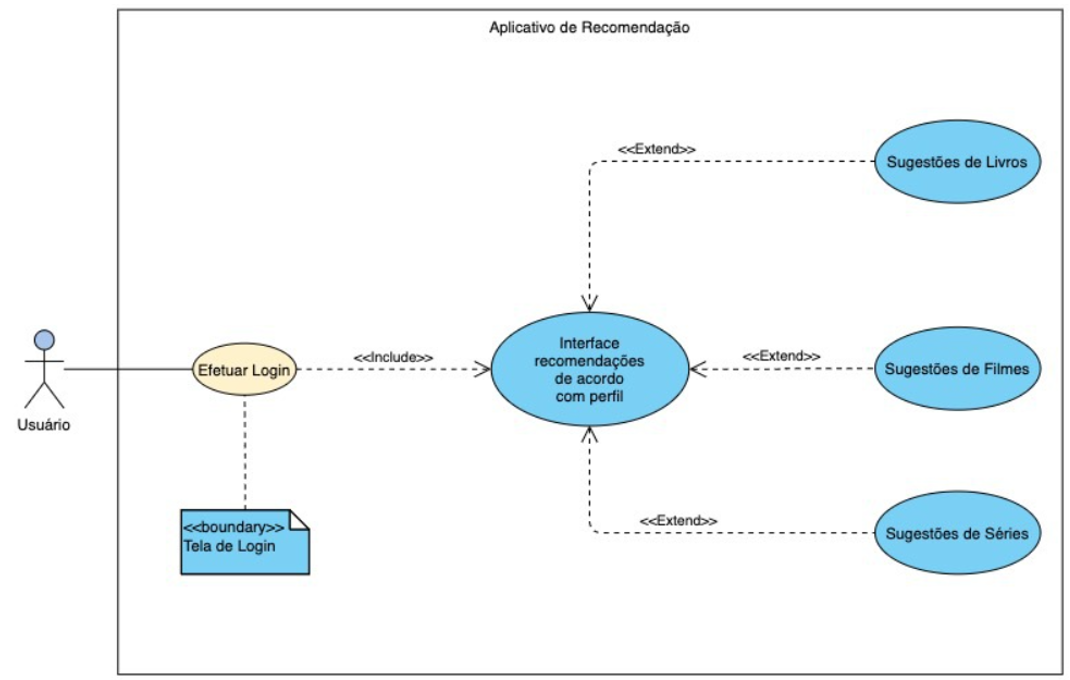 Aplicativo de Recomendação
<<Extend>>
Sugestões de Livros
Usuário
Efetuar Login
<<Include>>
Interface
recomendações
de acordo
com perfil
<<Extend>>
Sugestões de Filmes
<<boundary>>
Tela de Login
<<Extend>>
Sugestões de Séries